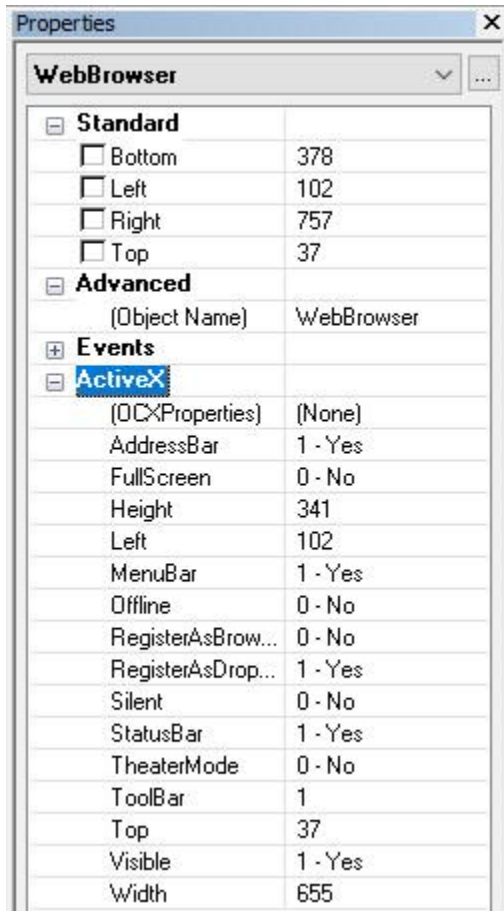 Properties
WebBrowser ...
Standard
Bottom 378
Left 102
Right 757
Top 37
Advanced
(Object Name) WebBrowser
Events
ActiveX
(OCXProperties) (None)
AddressBar 1 - Yes
FullScreen 0 - No
Height 341
Left 102
MenuBar 1 - Yes
Offline 0 - No
RegisterAsBrow... 0 - No
RegisterAsDrop... 1 - Yes
Silent 0 - No
StatusBar 1 - Yes
TheaterMode 0 - No
ToolBar 1
Top 37
Visible 1 - Yes
Width 655